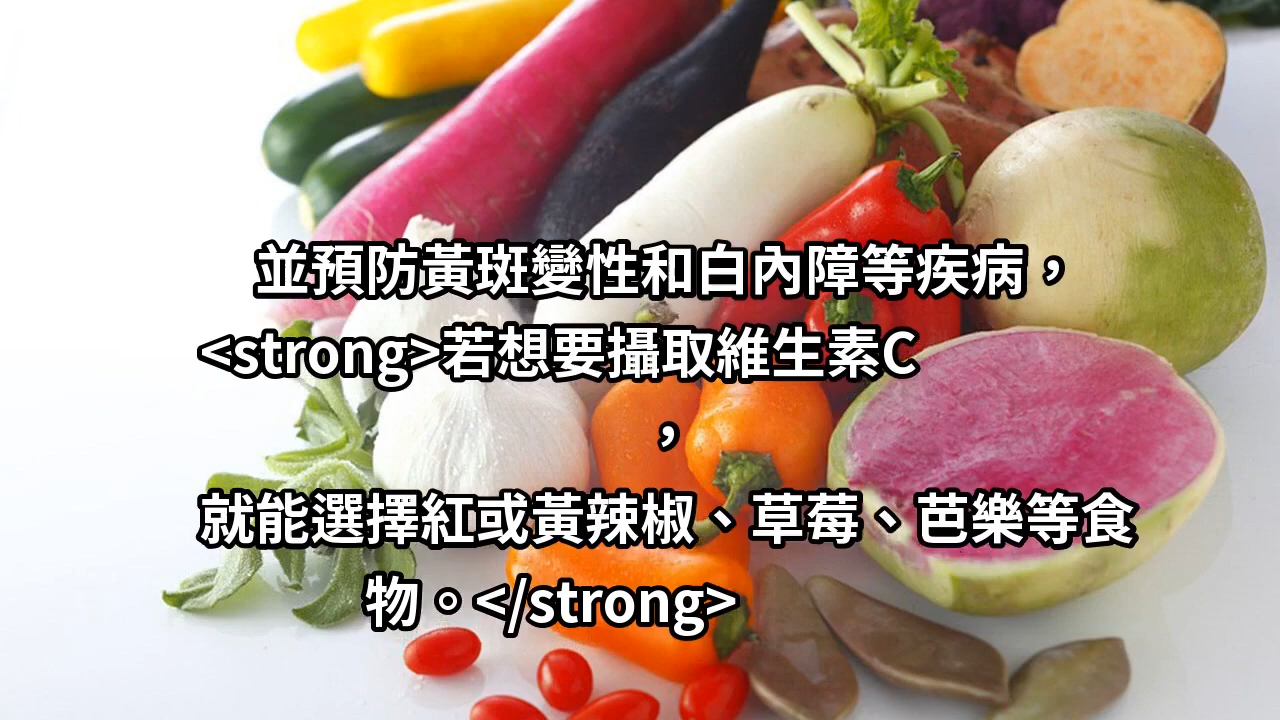 並預防黃斑變性和白內障等疾病，
<strong>若想要攝取維生素C
，
就能選擇紅或黃辣椒、草莓、芭樂等食
物。</strong>